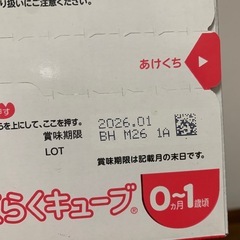 り扱いにご注意ください。
あけくち
す
らを上にして、ここを押す。
2026.01
賞味期限 BH M26 1A
LOT
賞味期限は記載月の末日です。
らくキューブ®
0ヵ月〜1歳頃